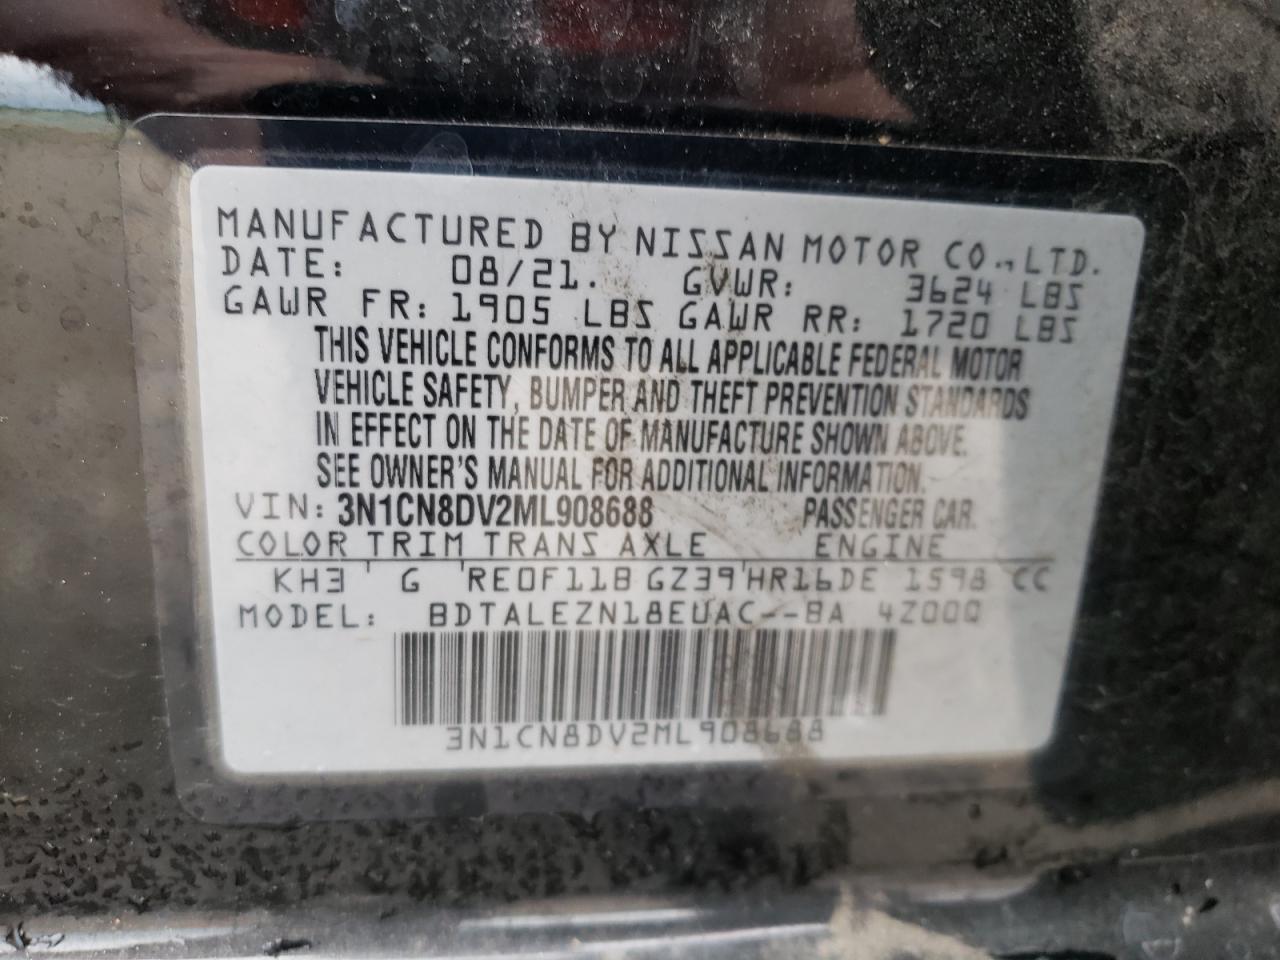 MANUFACTURED BY NISSAN MOTOR CO., LTD.
DATE: 08/21. GVWR: 3624 LBS
GAWR FR: 1905 LBS GAWR RR: 1720 LBS
THIS VEHICLE CONFORMS TO ALL APPLICABLE FEDERAL MOTOR
VEHICLE SAFETY, BUMPER AND THEFT PREVENTION STANDARDS
IN EFFECT ON THE DATE OF MANUFACTURE SHOWN ABOVE.
SEE OWNER'S MANUAL FOR ADDITIONAL INFORMATION.
VIN: 3N1CN8DV2ML908688 PASSENGER CAR.
COLOR TRIM TRANS AXLE ENGINE
KH3 G RE0F11B GZ39 HR16DE 1598 CC
MODEL: BDTALEZN18EUAC--BA 4Z00Q
3N1CN8DV2ML908688